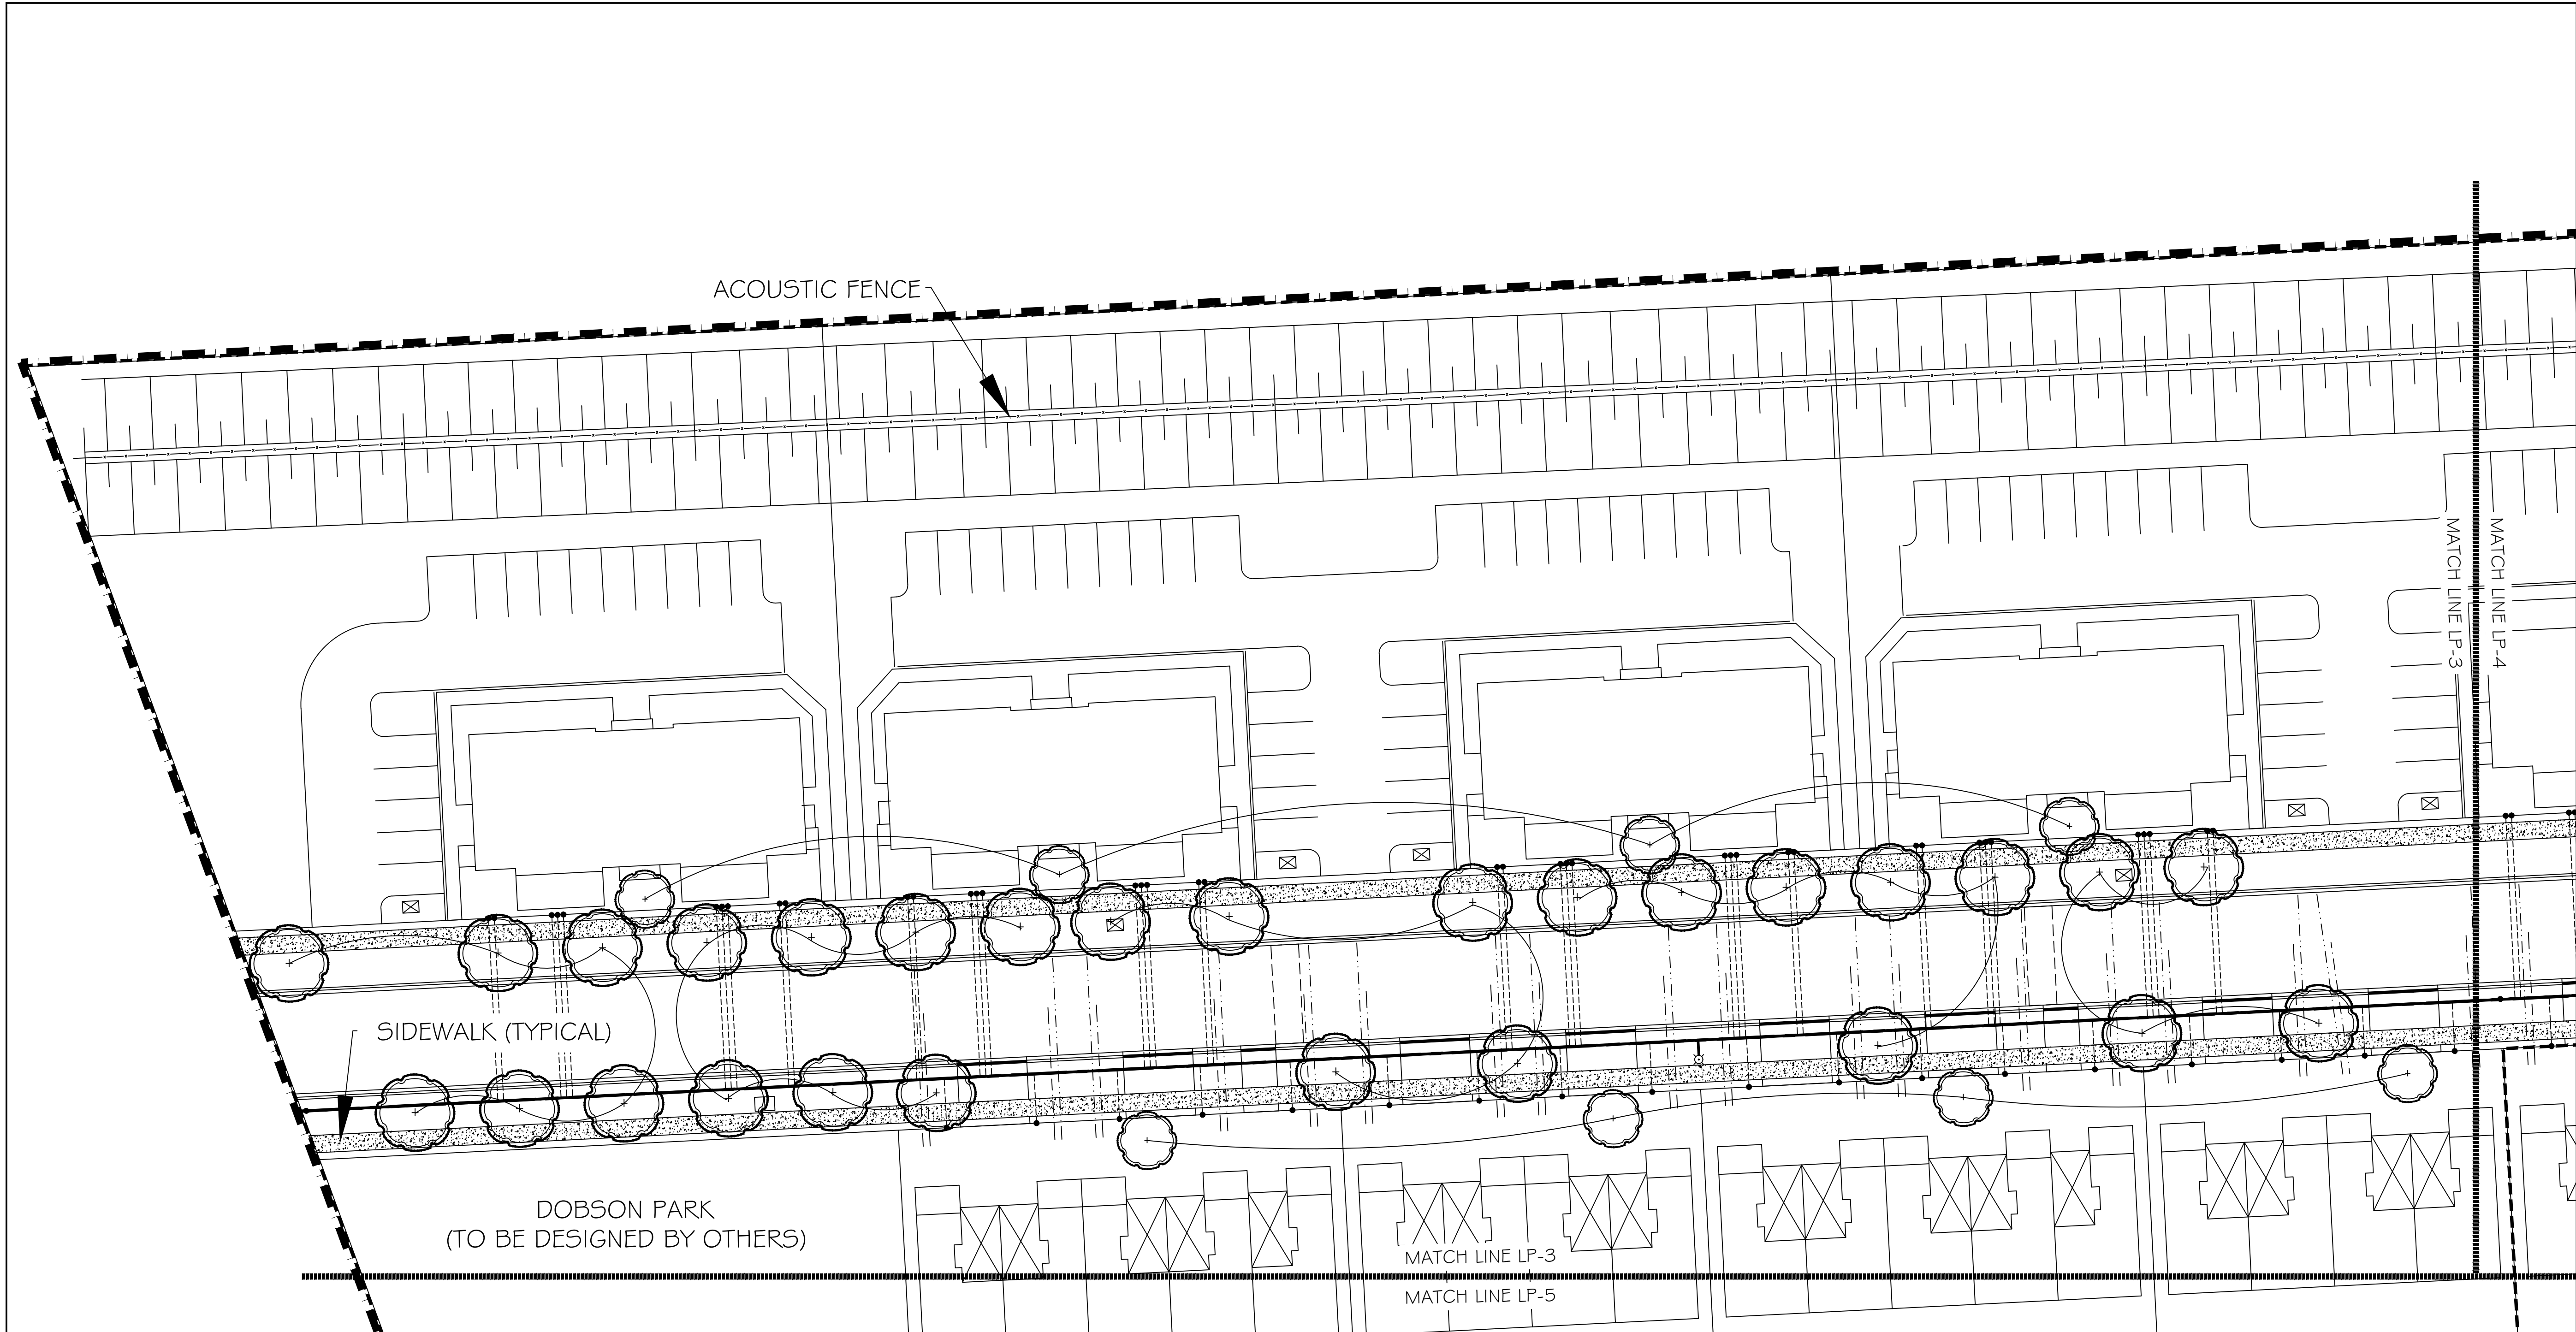 ACOUSTIC FENCE
MATCH LINE LP-3
MATCH LINE LP-4
SIDEWALK (TYPICAL)
DOBSON PARK
(TO BE DESIGNED BY OTHERS)
MATCH LINE LP-3
MATCH LINE LP-5